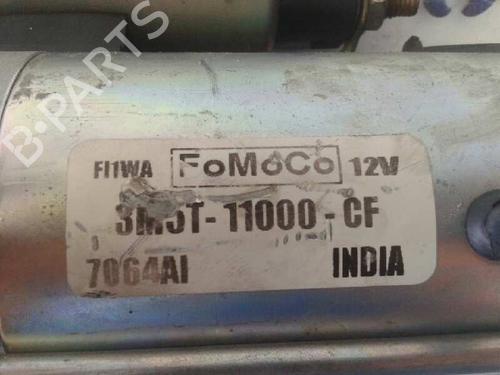 B-PARTS
FI1WA FoMoCo 12V
3M5T-11000-CF
7064AI INDIA